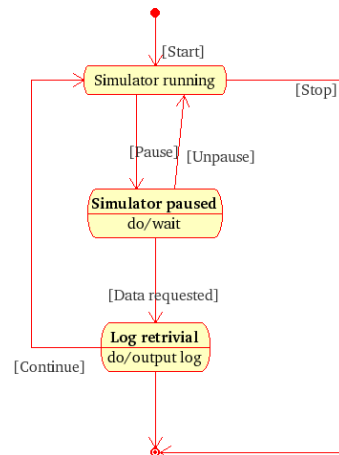 [Start]
Simulator running
[Stop]
[Pause]
[Unpause]
Simulator paused
do/wait
[Data requested]
Log retrivial
do/output log
[Continue]